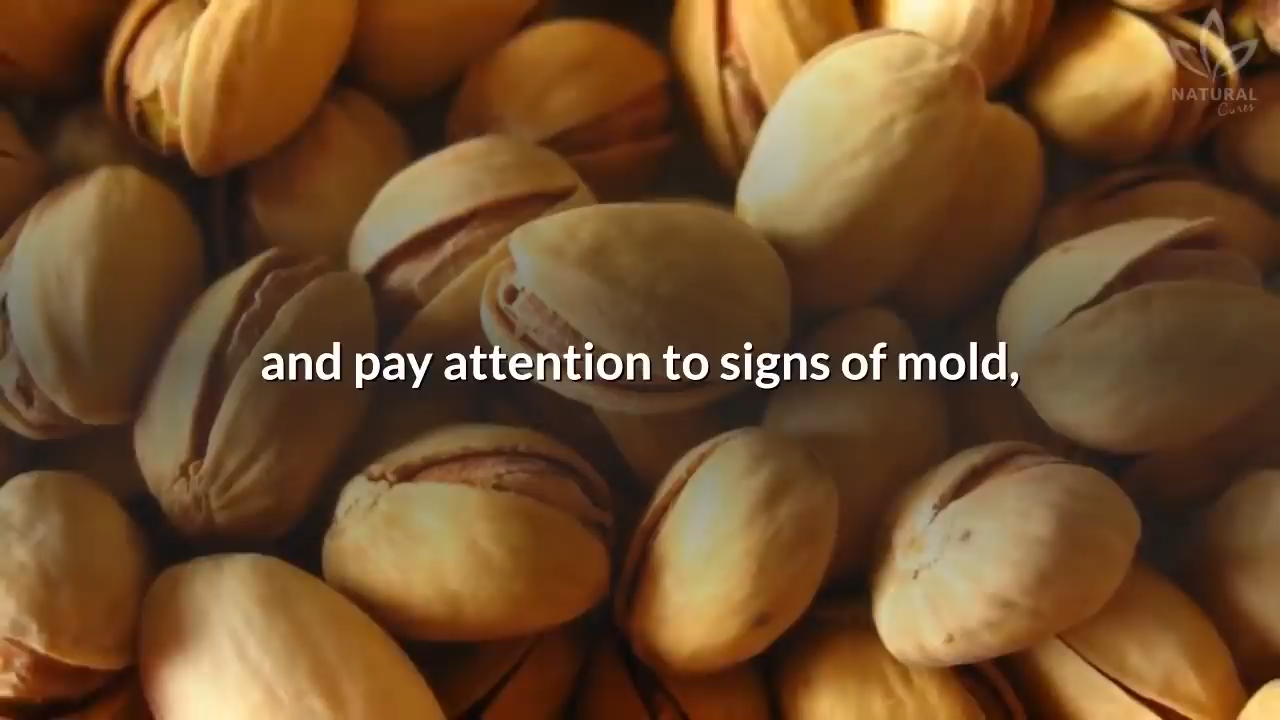 NATURAL
Cures
and pay attention to signs of mold,